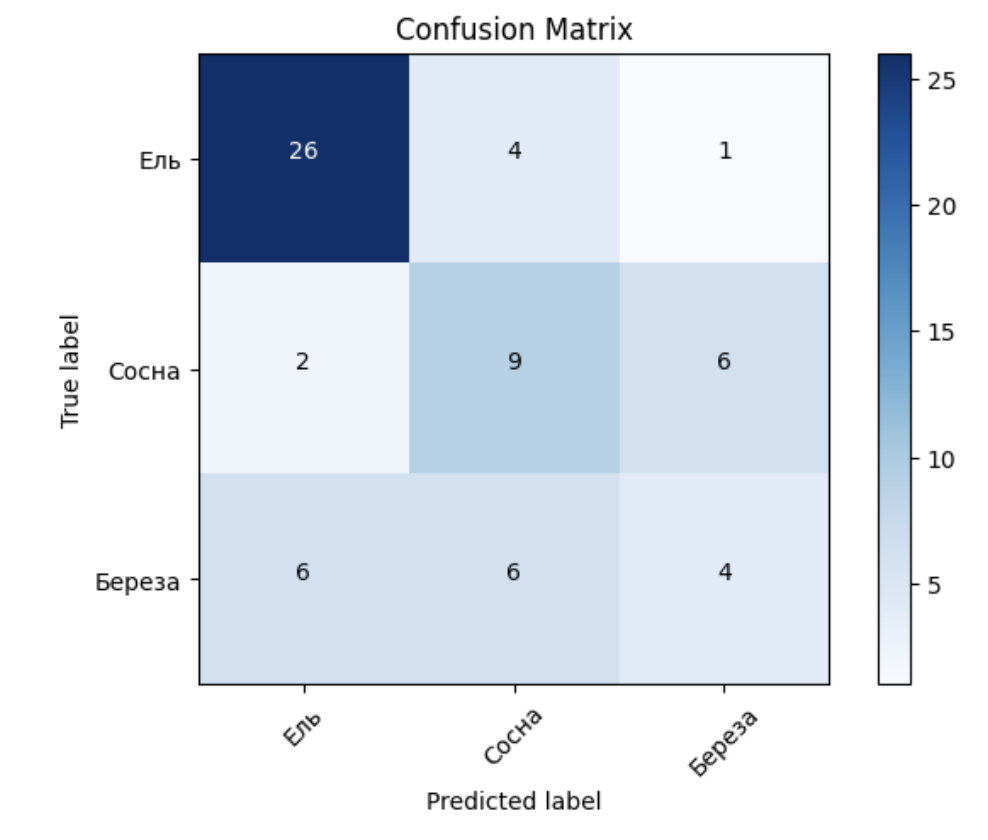 Confusion Matrix
True label
Ель
26 4 1
Сосна
2 9 6
Береза
6 6 4
Ель Сосна Береза
Predicted label
25
20
15
10
5